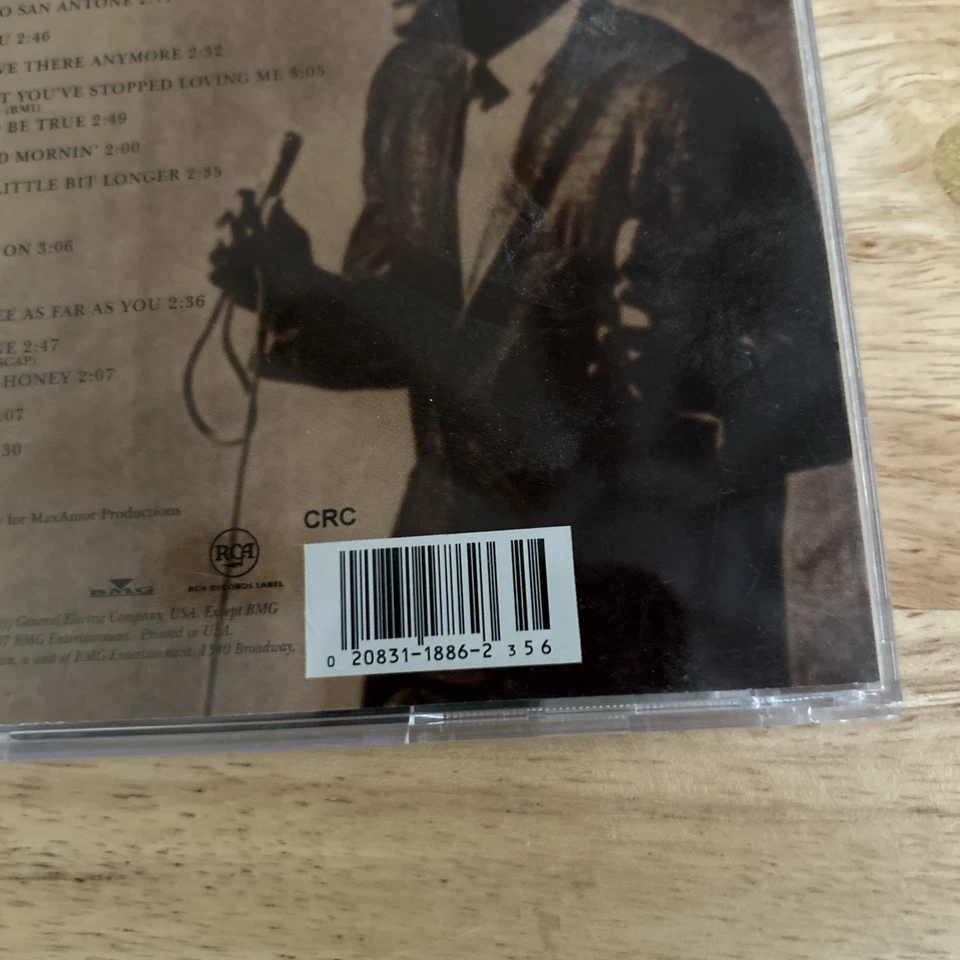 O SAN ANTONE
U 2:46
VE THERE ANYMORE 2:32
T YOU'VE STOPPED LOVING ME 3:05
(BMI)
BE TRUE 2:49
D MORNIN' 2:00
LITTLE BIT LONGER 2:35
ON 3:06
EE AS FAR AS YOU 2:36
VE 2:47
SCAP)
HONEY 2:07
:07
30
y for MaxAmor Productions
CRC
RCA
BMG
RCA RECORDS LABEL
(s) General Electric Company, USA. Except BMG
97 BMG Entertainment. Printed in USA.
a unit of BMG Entertainment. 1540 Broadway,
0 20831-1886-2 356